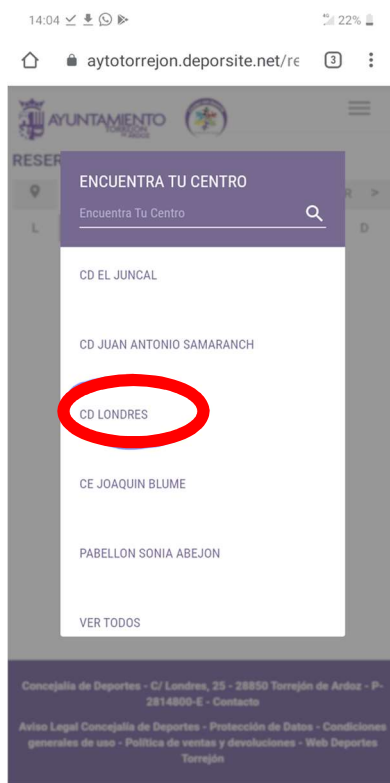 14:04
22%
aytotorrejon.deporsite.net/re
3
AYUNTAMIENTO
TORREJÓN
DE ARDOZ
RESER
R >
L D
ENCUENTRA TU CENTRO
Encuentra Tu Centro
CD EL JUNCAL
CD JUAN ANTONIO SAMARANCH
CD LONDRES
CE JOAQUIN BLUME
PABELLON SONIA ABEJON
VER TODOS
Concejalía de Deportes - C/ Londres, 25 - 28850 Torrejón de Ardoz - P-
2814800-E - Contacto
Aviso Legal Concejalía de Deportes - Protección de Datos - Condiciones
generales de uso - Política de ventas y devoluciones - Web Deportes
Torrejón